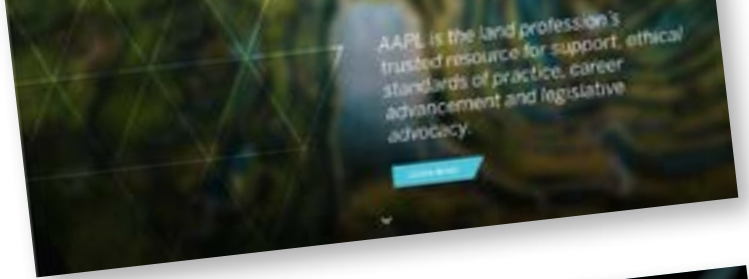 AAPL is the land profession's
trusted resource for support, ethical
standards of practice, career
advancement and legislative
advocacy.